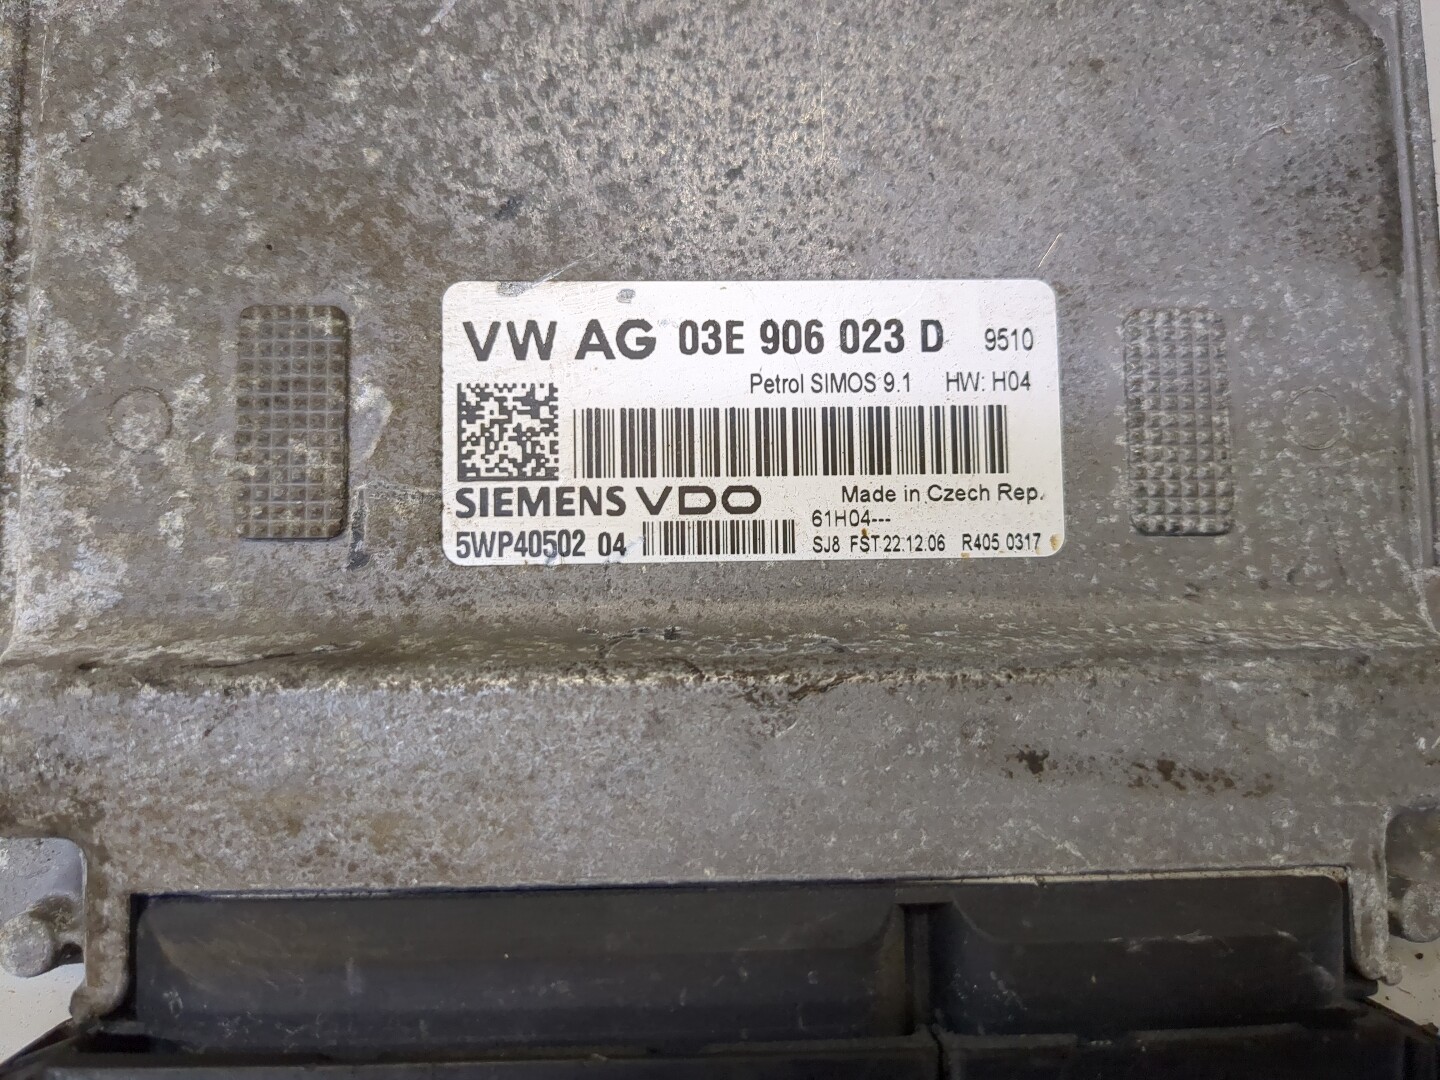 VW AG 03E 906 023 D 9510
Petrol SIMOS 9.1 HW: H04
SIEMENS VDO Made in Czech Rep.
61H04---
5WP40502 04 SJ8 FST 22.12.06 R405 0317